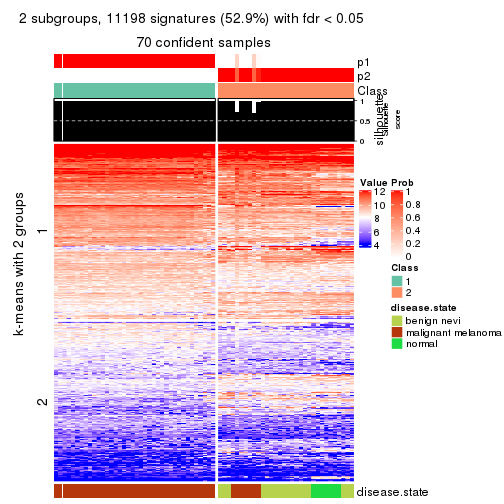 2 subgroups, 11198 signatures (52.9%) with fdr < 0.05
70 confident samples
p1
p2
Class
1
0.5
0
silhouette
Silhouette
score
k-means with 2 groups
1
2
Value
12
10
8
6
4
Prob
1
0.8
0.6
0.4
0.2
0
Class
1
2
disease.state
benign nevi
malignant melanoma
normal
disease.state